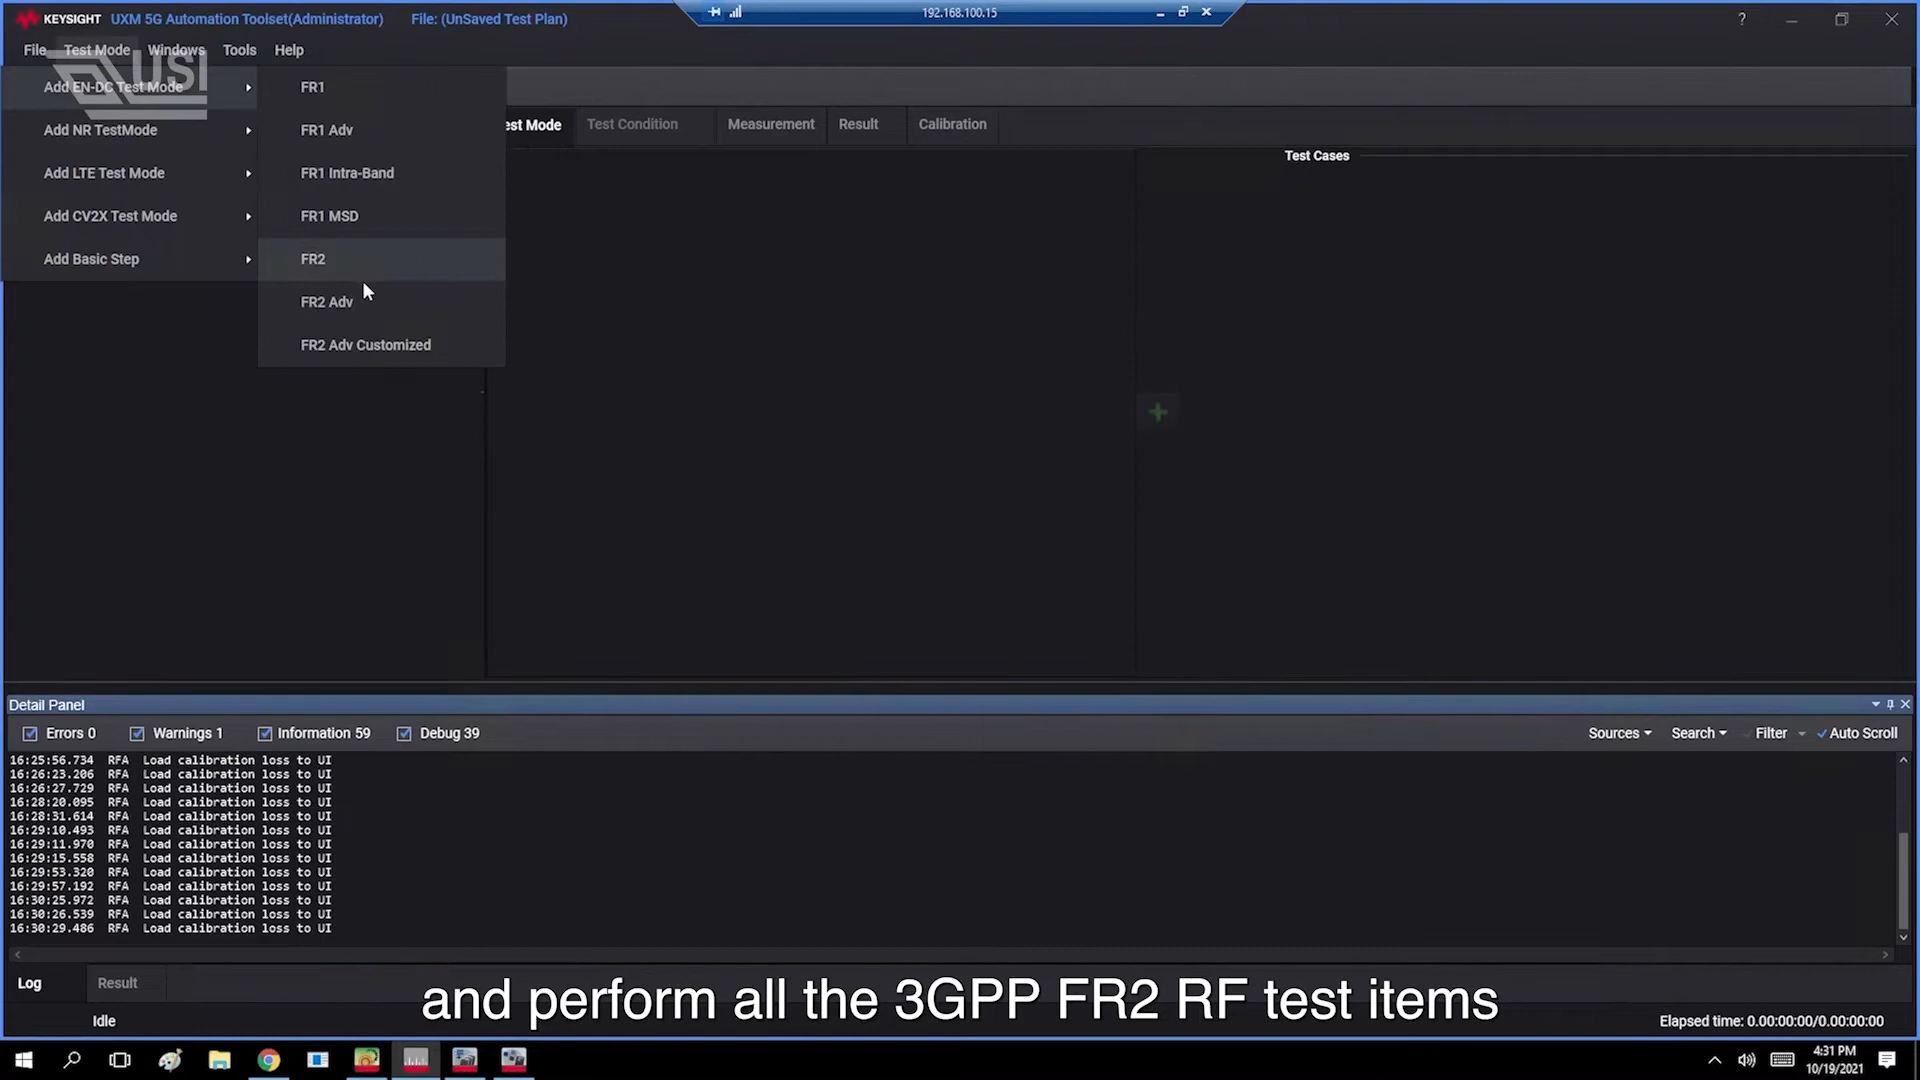 KEYSIGHT UXM 5G Automation Toolset(Administrator) File: (UnSaved Test Plan)
192.168.100.15
?
File Test Mode Windows Tools Help
USI
Add EN-DC Test Mode
Add NR TestMode
Add LTE Test Mode
Add CV2X Test Mode
Add Basic Step
FR1
FR1 Adv
FR1 Intra-Band
FR1 MSD
FR2
FR2 Adv
FR2 Adv Customized
est Mode Test Condition Measurement Result Calibration
Test Cases
Detail Panel
Errors 0 Warnings 1 Information 59 Debug 39 Sources Search Filter Auto Scroll
16:25:56.734 RFA Load calibration loss to UI
16:26:23.206 RFA Load calibration loss to UI
16:26:27.729 RFA Load calibration loss to UI
16:28:20.095 RFA Load calibration loss to UI
16:28:31.614 RFA Load calibration loss to UI
16:29:10.493 RFA Load calibration loss to UI
16:29:11.970 RFA Load calibration loss to UI
16:29:15.558 RFA Load calibration loss to UI
16:29:53.320 RFA Load calibration loss to UI
16:29:57.192 RFA Load calibration loss to UI
16:30:25.972 RFA Load calibration loss to UI
16:30:26.539 RFA Load calibration loss to UI
16:30:29.486 RFA Load calibration loss to UI
Log Result
and perform all the 3GPP FR2 RF test items
Idle
Elapsed time: 0.00:00:00/0.00:00:00
4:31 PM
10/19/2021